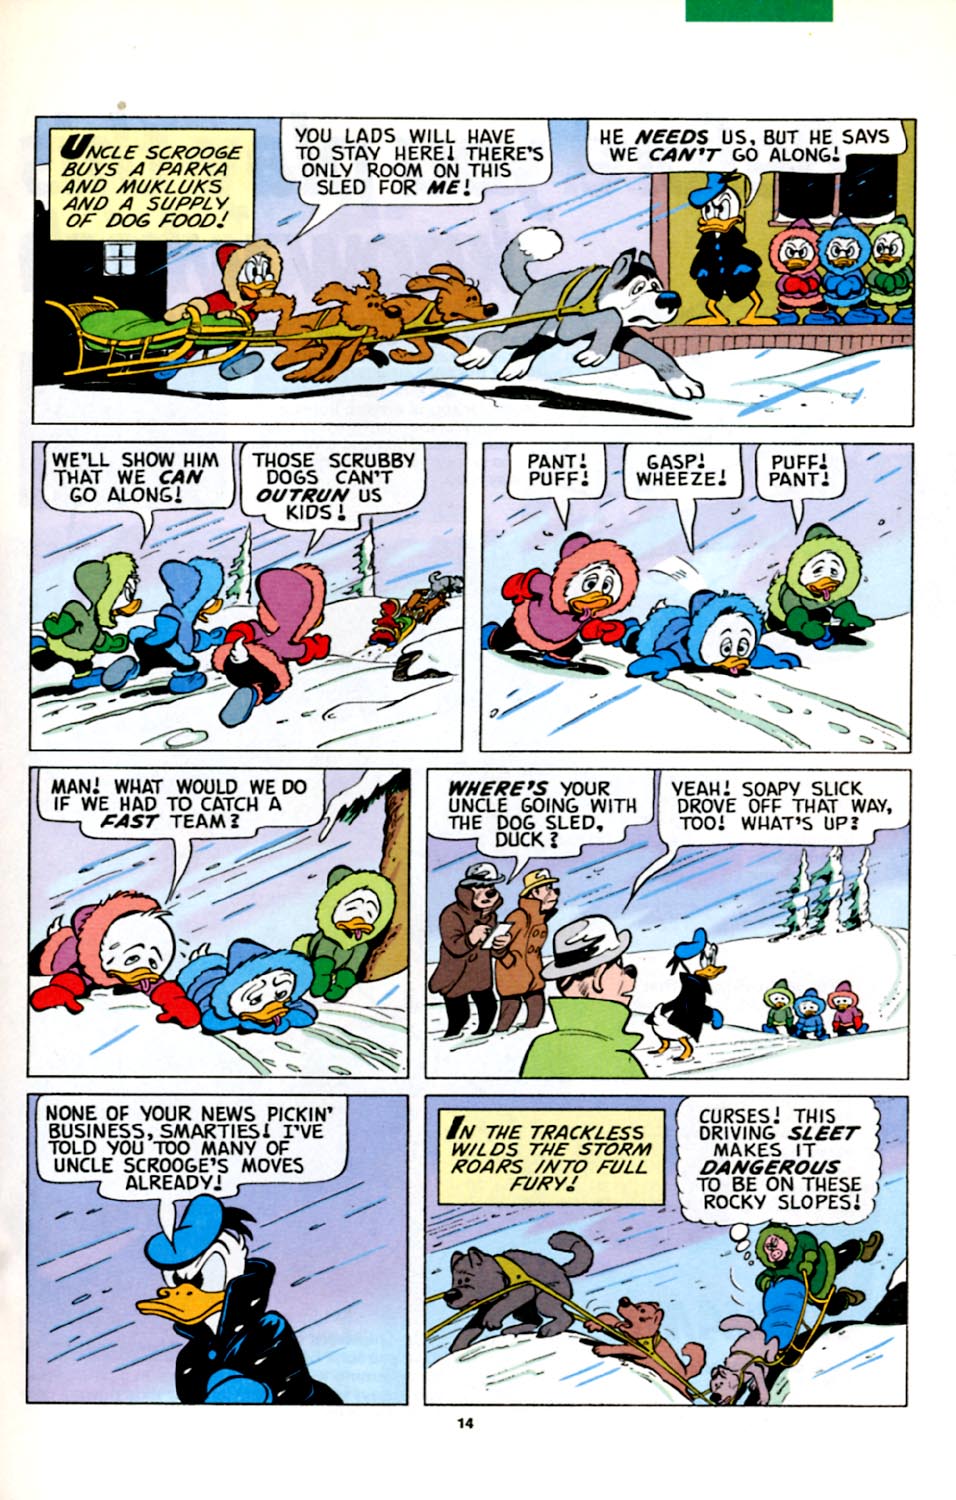 UNCLE SCROOGE
BUYS A PARKA
AND MUKLUKS
AND A SUPPLY
OF DOG FOOD!
YOU LADS WILL HAVE
TO STAY HERE! THERE'S
ONLY ROOM ON THIS
SLED FOR ME!
HE NEEDS US, BUT HE SAYS
WE CAN'T GO ALONG!
WE'LL SHOW HIM
THAT WE CAN
GO ALONG!
THOSE SCRUBBY
DOGS CAN'T
OUTRUN US
KIDS!
PANT!
PUFF!
GASP!
WHEEZE!
PUFF!
PANT!
MAN! WHAT WOULD WE DO
IF WE HAD TO CATCH A
FAST TEAM?
WHERE'S YOUR
UNCLE GOING WITH
THE DOG SLED,
DUCK?
YEAH! SOAPY SLICK
DROVE OFF THAT WAY,
TOO! WHAT'S UP?
NONE OF YOUR NEWS PICKIN'
BUSINESS, SMARTIES! I'VE
TOLD YOU TOO MANY OF
UNCLE SCROOGE'S MOVES
ALREADY!
IN THE TRACKLESS
WILDS THE STORM
ROARS INTO FULL
FURY!
CURSES! THIS
DRIVING SLEET
MAKES IT
DANGEROUS
TO BE ON THESE
ROCKY SLOPES!
14